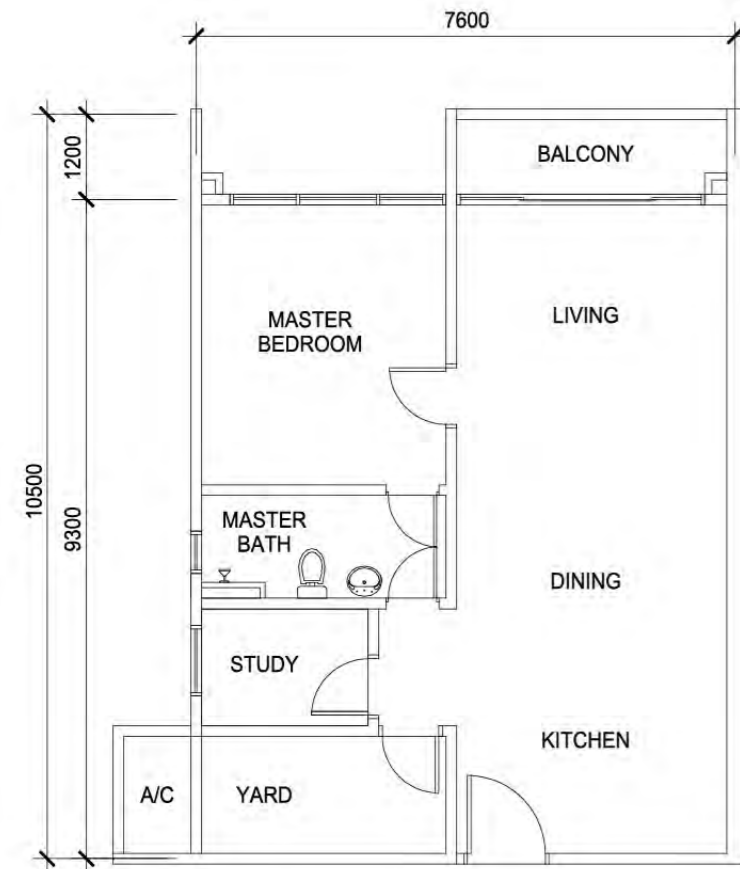 7600
1200
BALCONY
LIVING
MASTER
BEDROOM
10500
9300
MASTER
BATH
DINING
STUDY
KITCHEN
A/C
YARD